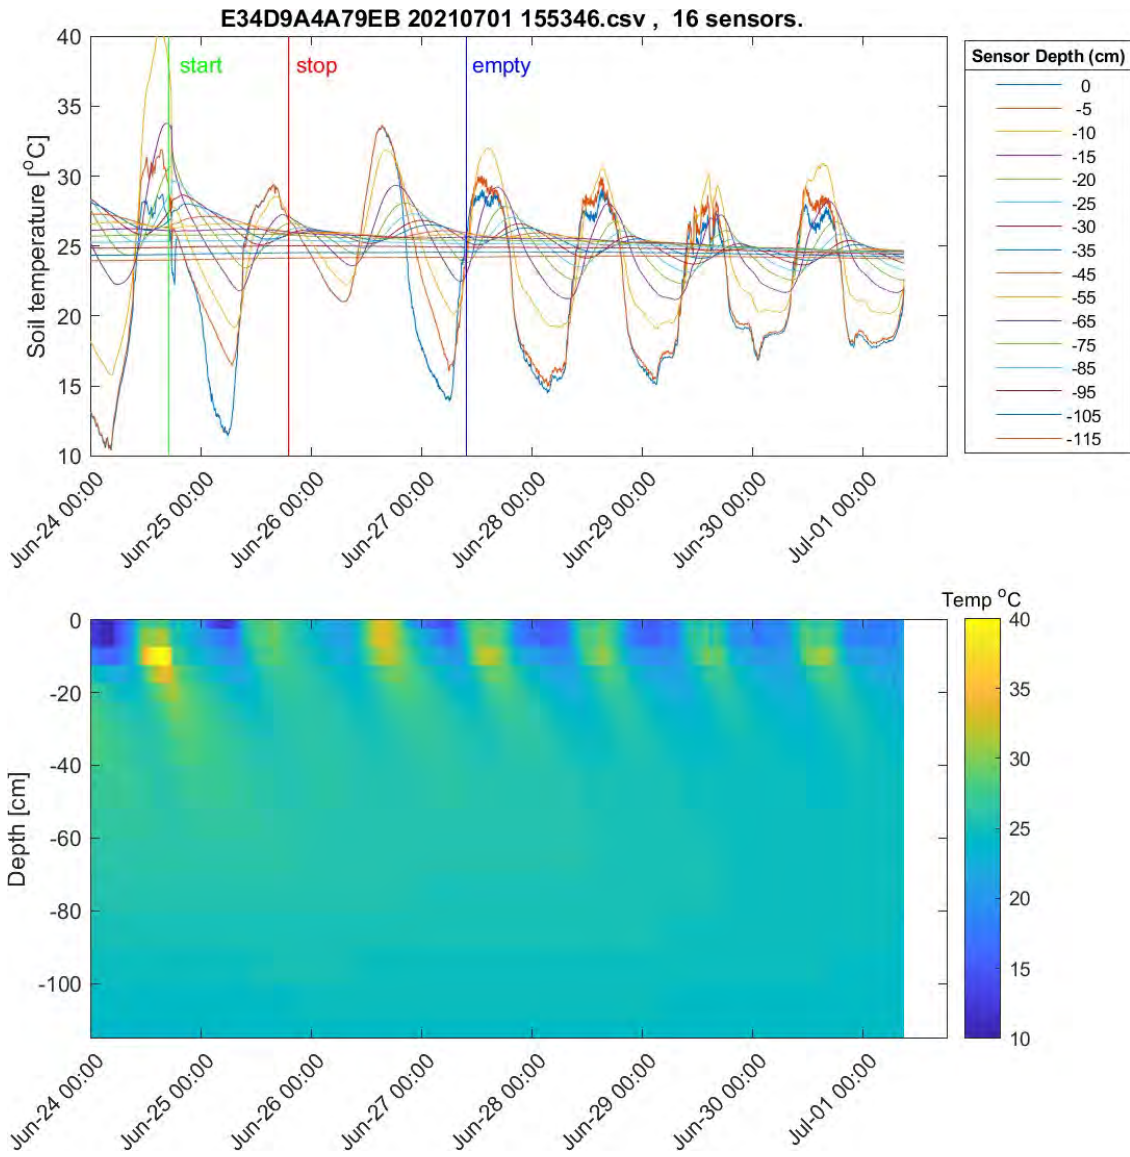 E34D9A4A79EB 20210701 155346.csv , 16 sensors.
40
35
30
25
20
15
10
Soil temperature [°C]
start
stop
empty
Jun-24 00:00
Jun-25 00:00
Jun-26 00:00
Jun-27 00:00
Jun-28 00:00
Jun-29 00:00
Jun-30 00:00
Jul-01 00:00
Sensor Depth (cm)
0
-5
-10
-15
-20
-25
-30
-35
-45
-55
-65
-75
-85
-95
-105
-115
0
-20
-40
-60
-80
-100
Depth [cm]
Jun-24 00:00
Jun-25 00:00
Jun-26 00:00
Jun-27 00:00
Jun-28 00:00
Jun-29 00:00
Jun-30 00:00
Jul-01 00:00
Temp °C
40
35
30
25
20
15
10